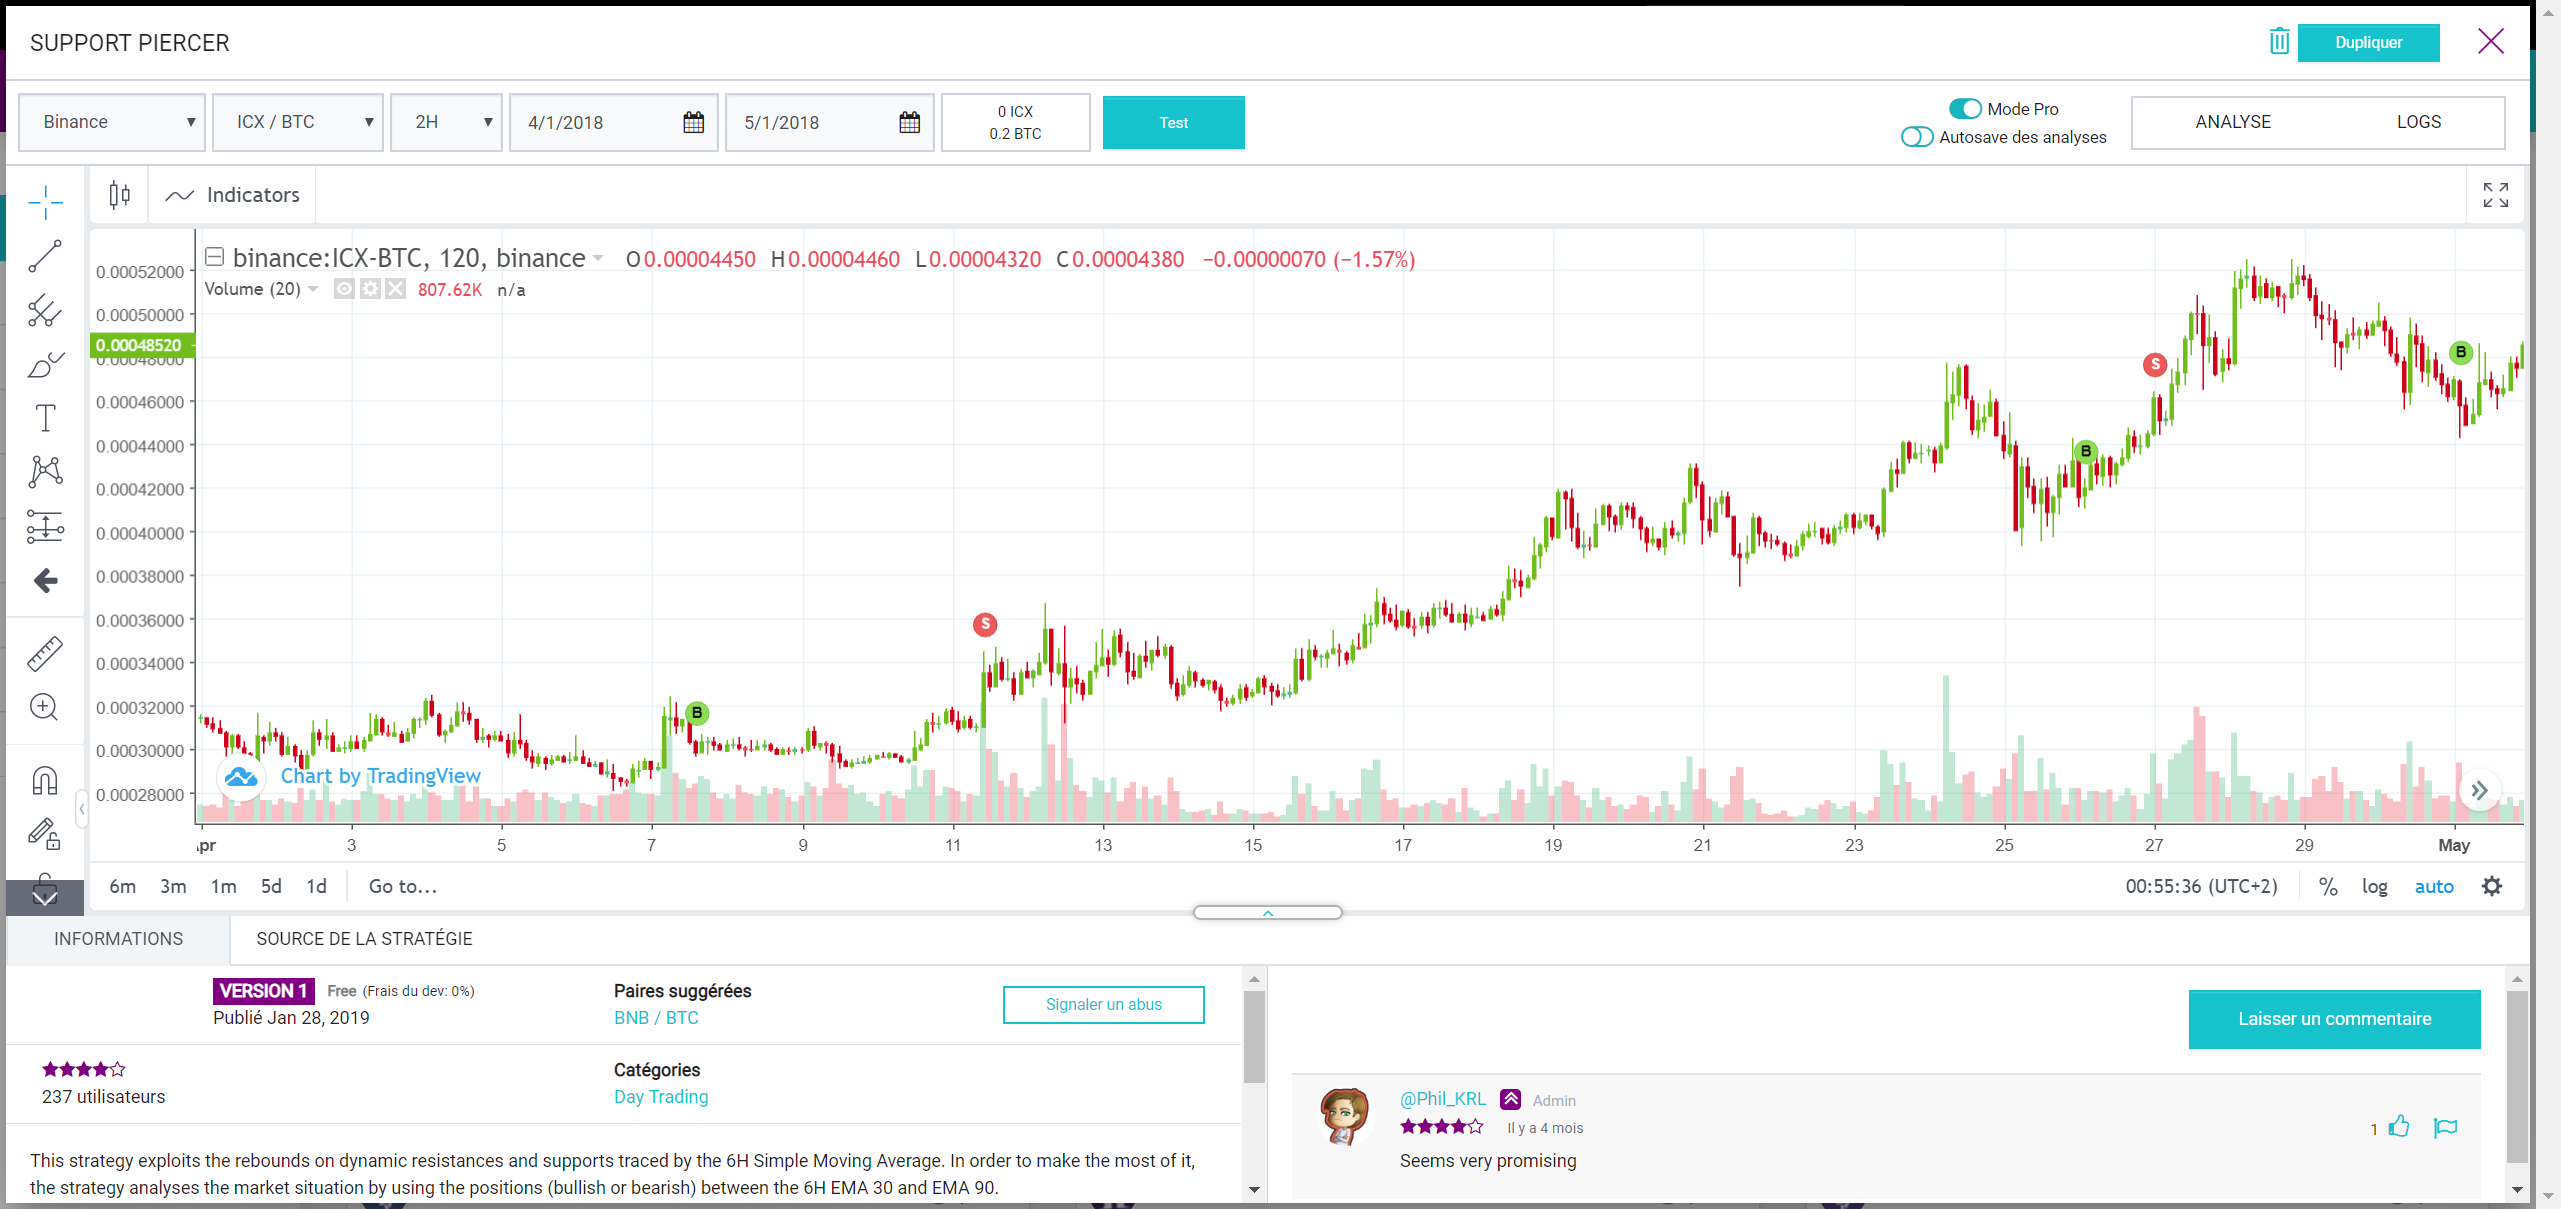 SUPPORT PIERCER
Dupliquer
Binance
ICX / BTC
2H
4/1/2018
5/1/2018
0 ICX
0.2 BTC
Test
Mode Pro
Autosave des analyses
ANALYSE
LOGS
Indicators
binance:ICX-BTC, 120, binance
O0.00004450 H0.00004460 L0.00004320 C0.00004380 −0.00000070 (−1.57%)
Volume (20) 807.62K n/a
0.00052000
0.00050000
0.00048520
0.00048000
0.00046000
0.00044000
0.00042000
0.00040000
0.00038000
0.00036000
0.00034000
0.00032000
0.00030000
0.00028000
B
S
B
S
B
Chart by TradingView
Apr 3 5 7 9 11 13 15 17 19 21 23 25 27 29 May
6m 3m 1m 5d 1d Go to...
00:55:36 (UTC+2) % log auto
INFORMATIONS
SOURCE DE LA STRATÉGIE
VERSION 1 Free (Frais du dev: 0%)
Publié Jan 28, 2019
Paires suggérées
BNB / BTC
Signaler un abus
237 utilisateurs
Catégories
Day Trading
This strategy exploits the rebounds on dynamic resistances and supports traced by the 6H Simple Moving Average. In order to make the most of it,
the strategy analyses the market situation by using the positions (bullish or bearish) between the 6H EMA 30 and EMA 90.
Laisser un commentaire
@Phil_KRL Admin
Il y a 4 mois
1
Seems very promising